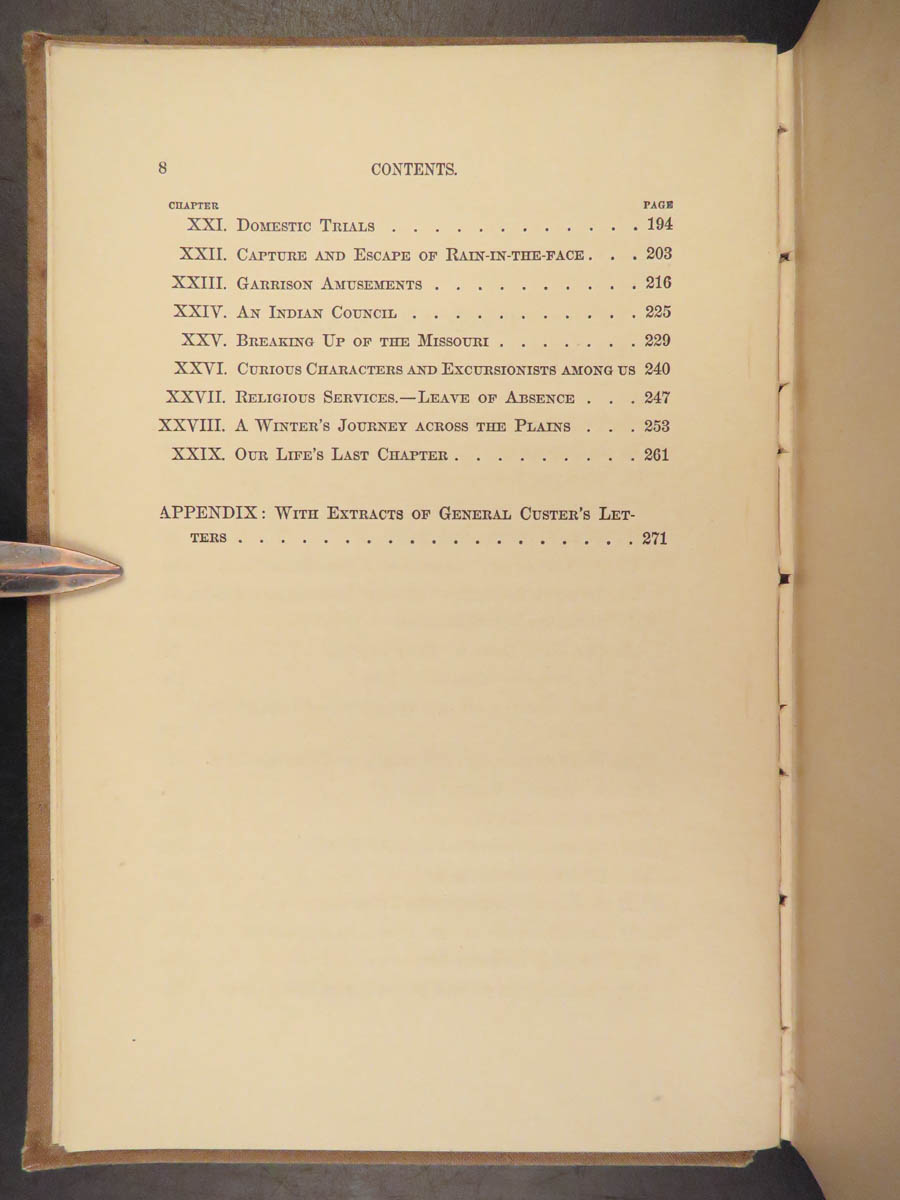 8 CONTENTS.
CHAPTER PAGE
XXI. Domestic Trials . . . . . . . . . . . . 194
XXII. Capture and Escape of Rain-in-the-face . . . 203
XXIII. Garrison Amusements . . . . . . . . . . 216
XXIV. An Indian Council . . . . . . . . . . . 225
XXV. Breaking Up of the Missouri . . . . . . . 229
XXVI. Curious Characters and Excursionists among us 240
XXVII. Religious Services.—Leave of Absence . . . 247
XXVIII. A Winter's Journey across the Plains . . . 253
XXIX. Our Life's Last Chapter . . . . . . . . . 261
APPENDIX: With Extracts of General Custer's Let-
ters . . . . . . . . . . . . . . . . . . . 271